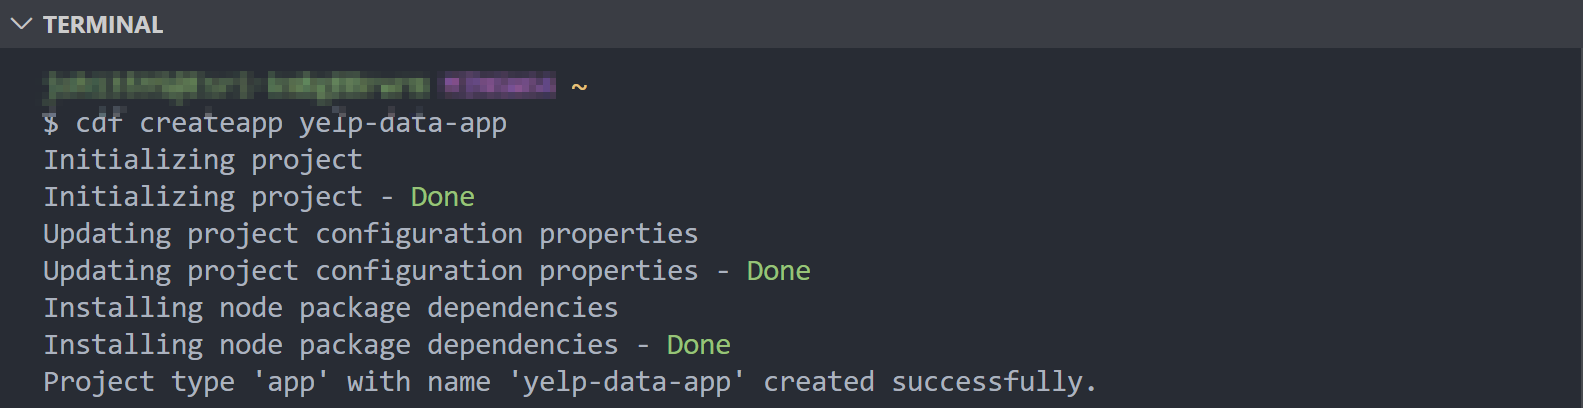 TERMINAL
~
$ cdf createapp yelp-data-app
Initializing project
Initializing project - Done
Updating project configuration properties
Updating project configuration properties - Done
Installing node package dependencies
Installing node package dependencies - Done
Project type 'app' with name 'yelp-data-app' created successfully.